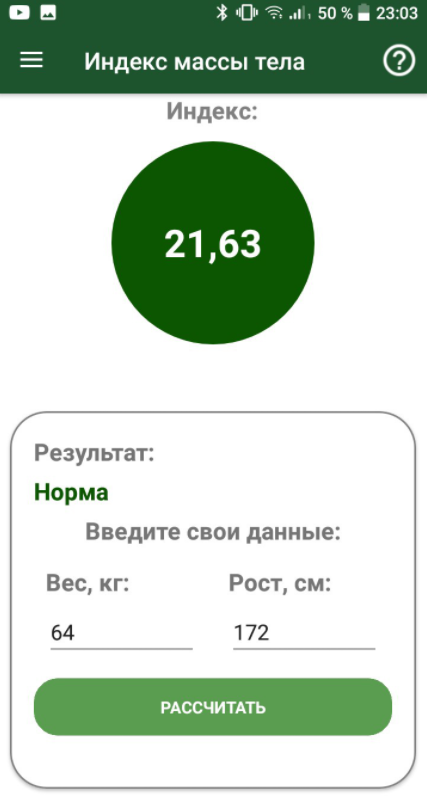 50 % 23:03
Индекс массы тела
Индекс:
21,63
Результат:
Норма
Введите свои данные:
Вес, кг: Рост, см:
64 172
РАССЧИТАТЬ